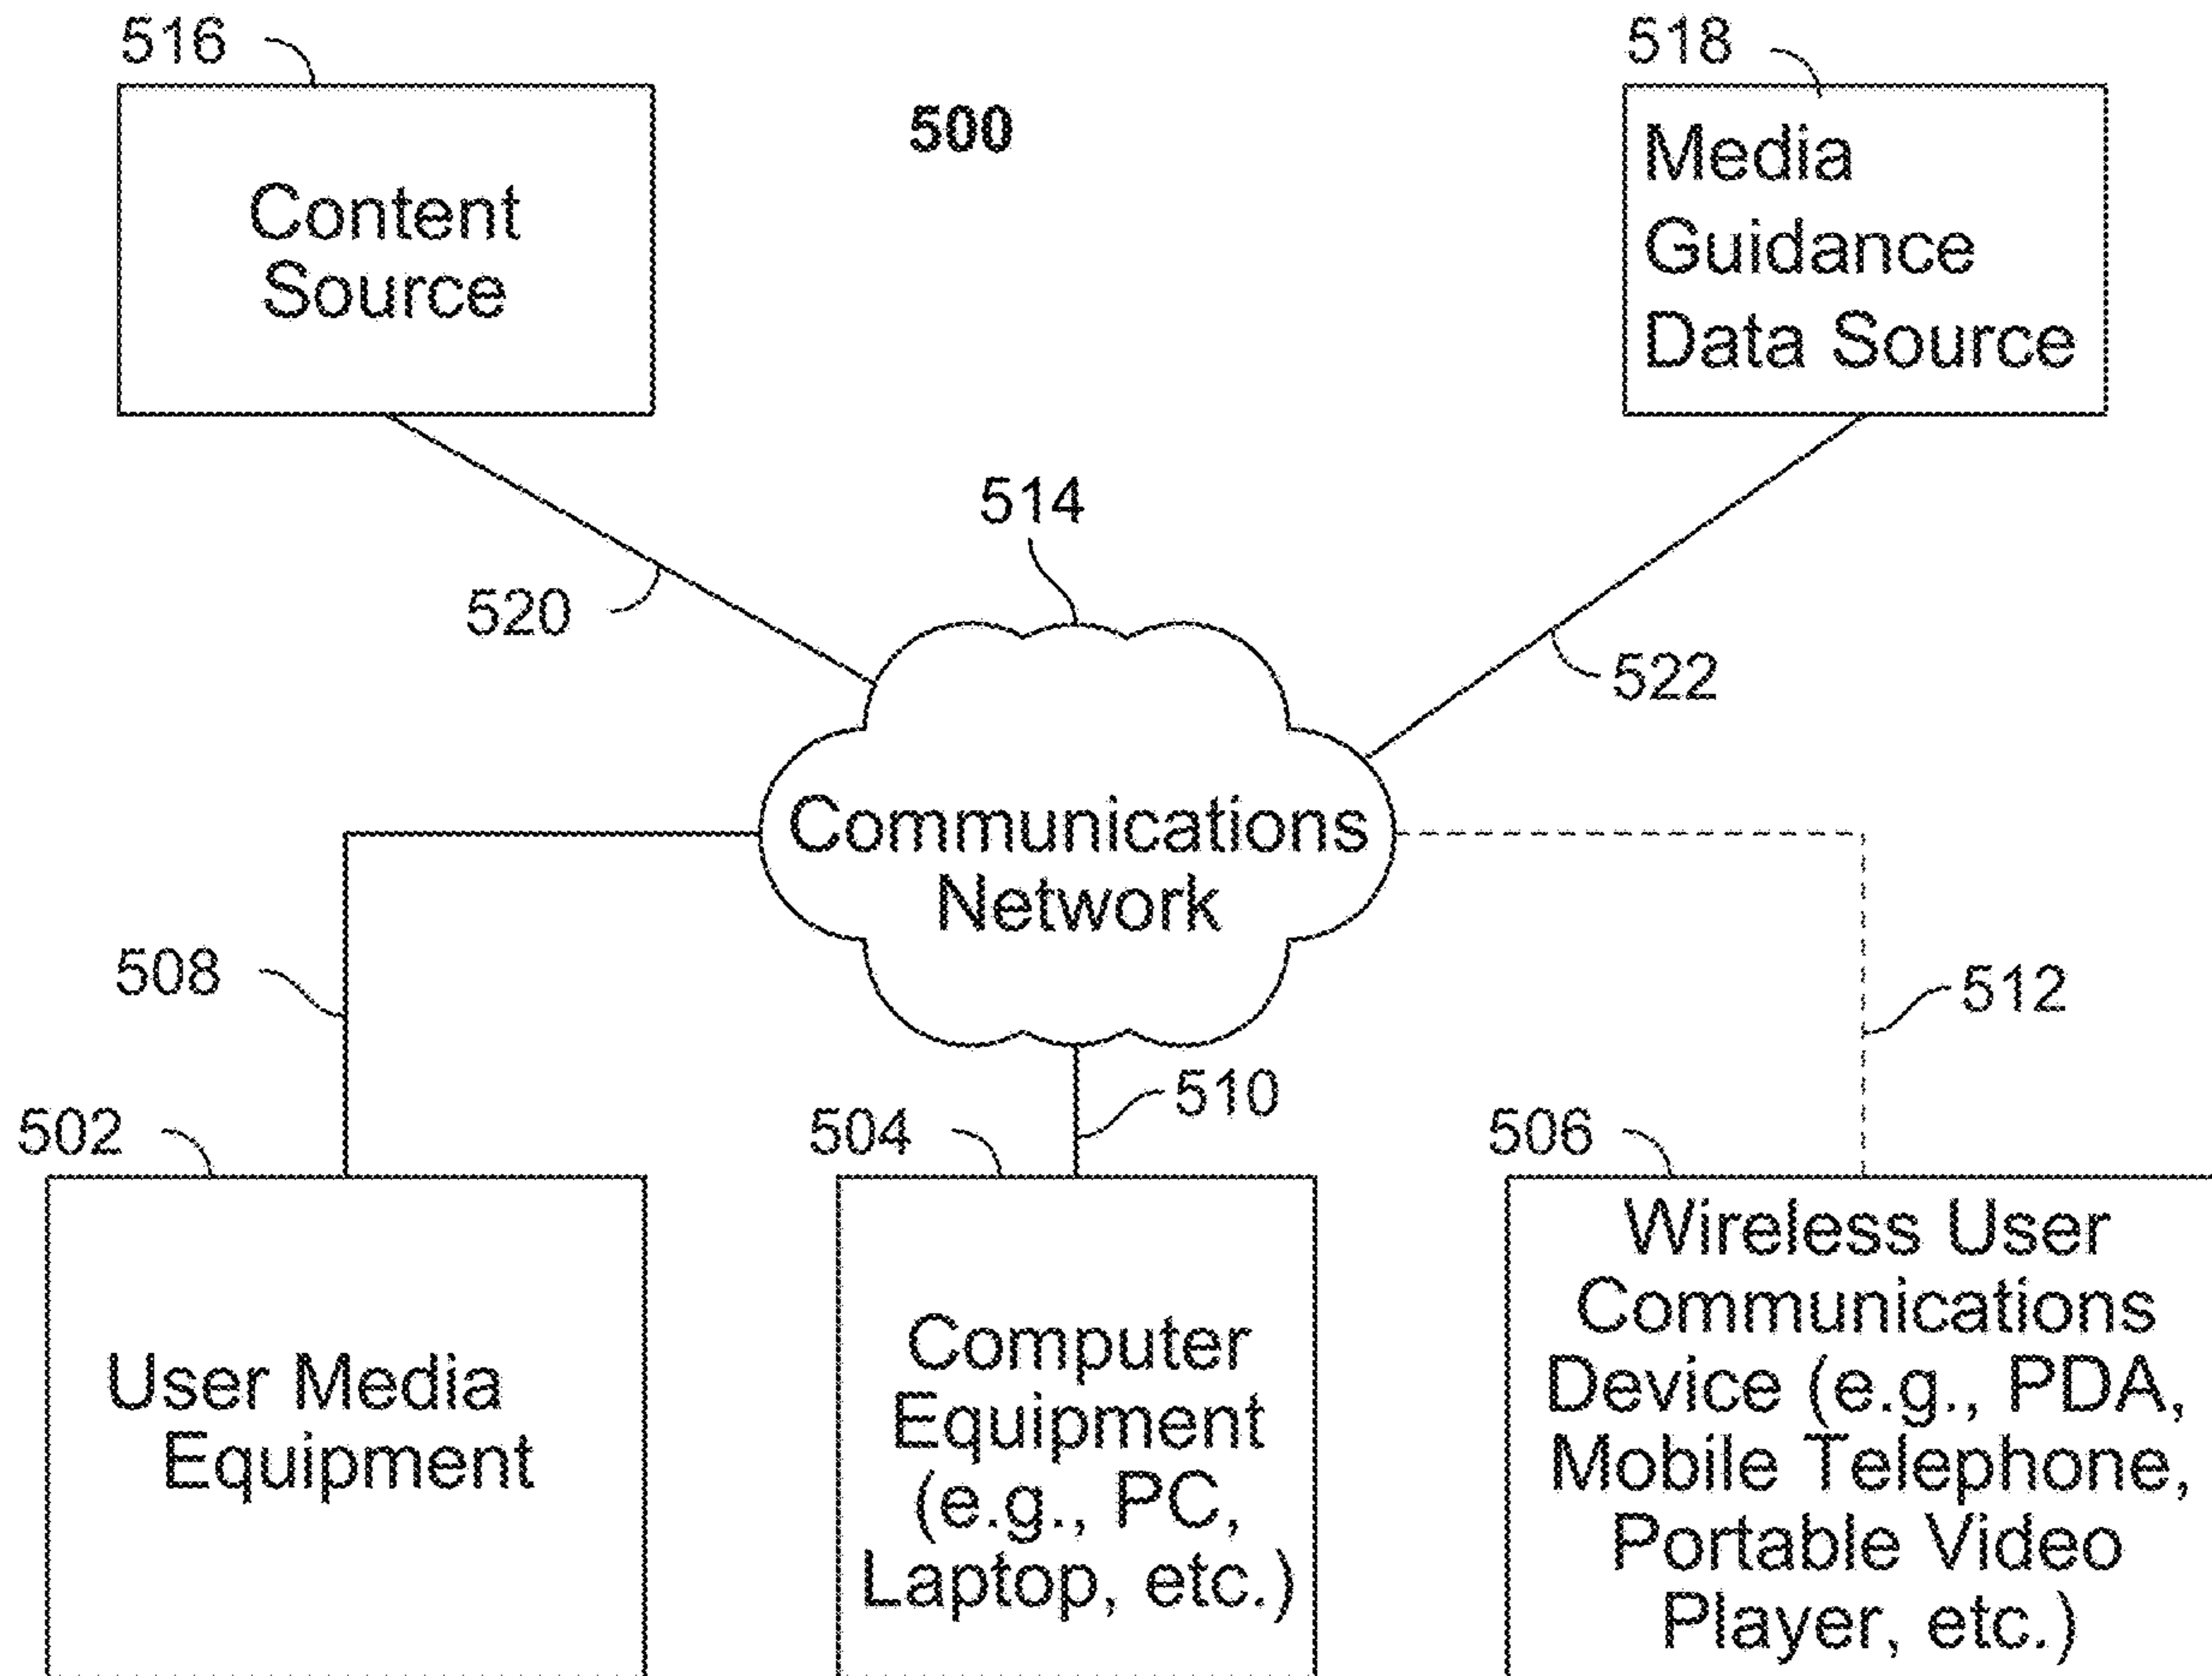 516
518
500
Content
Source
Media
Guidance
Data Source
514
520
522
Communications
Network
508
512
510
502
504
506
User Media
Equipment
Computer
Equipment
(e.g., PC,
Laptop, etc.)
Wireless User
Communications
Device (e.g., PDA,
Mobile Telephone,
Portable Video
Player, etc.)